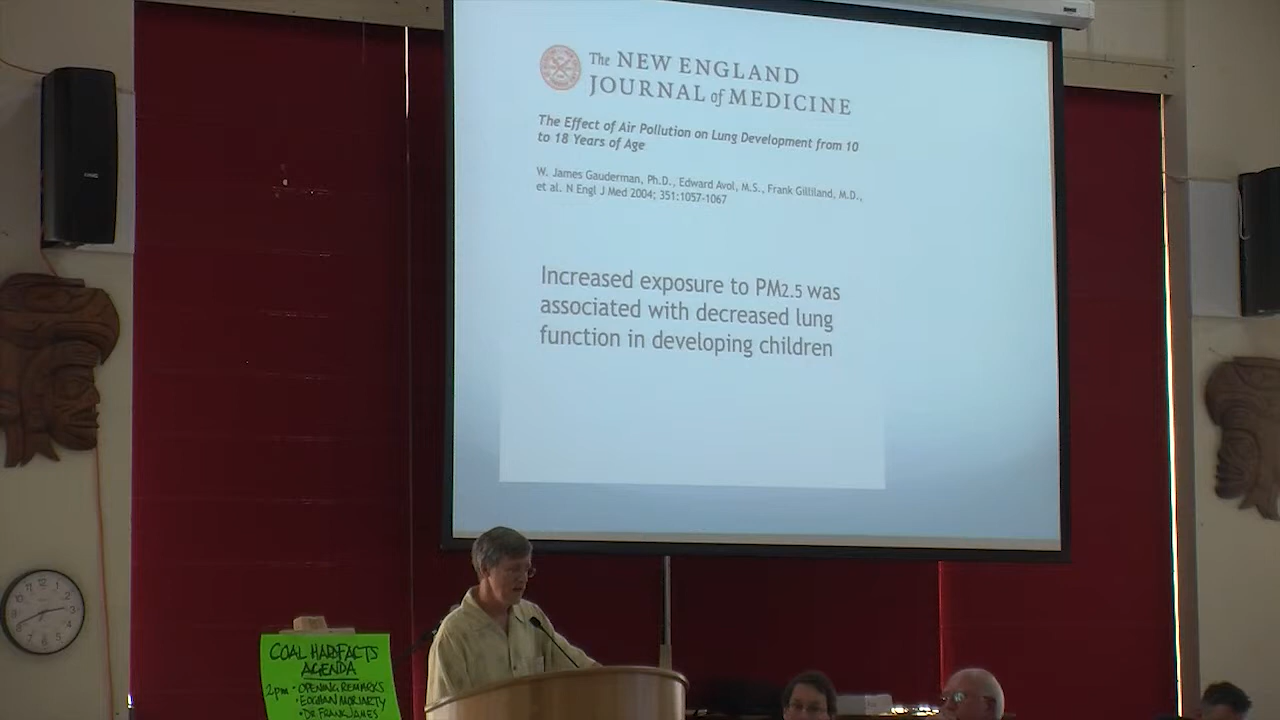 The NEW ENGLAND
JOURNAL of MEDICINE
The Effect of Air Pollution on Lung Development from 10
to 18 Years of Age
W. James Gauderman, Ph.D., Edward Avol, M.S., Frank Gilliland, M.D.,
et al. N Engl J Med 2004; 351:1057-1067
Increased exposure to PM2.5 was
associated with decreased lung
function in developing children
COAL HARDFACTS
AGENDA
2pm • OPENING REMARKS
• EOGHAN MORIARTY
• DR FRANK JAMES